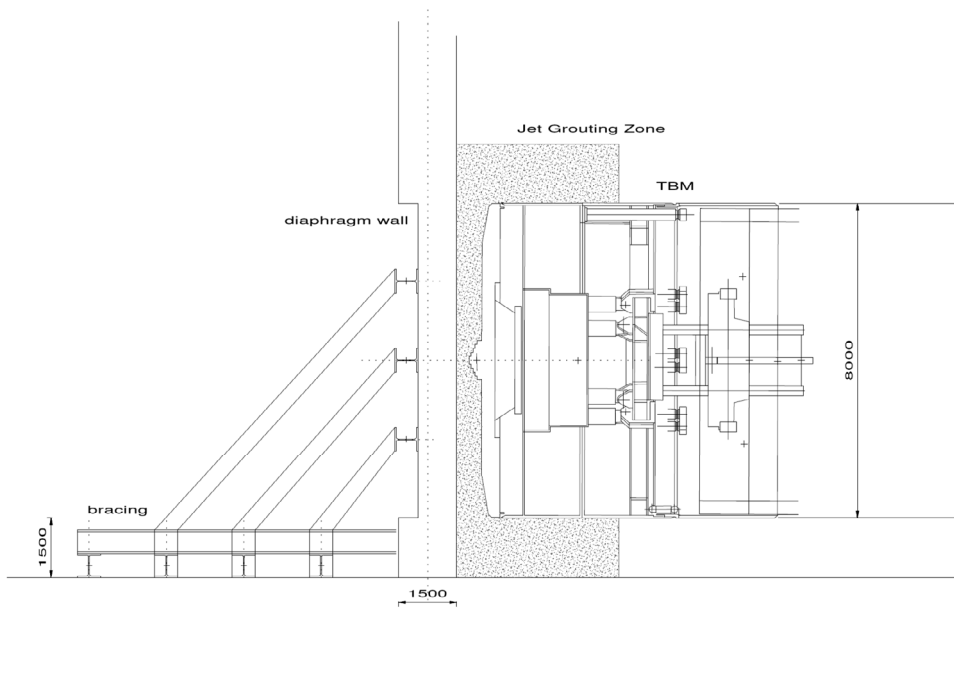 Jet Grouting Zone
TBM
diaphragm wall
8000
bracing
1500
1500